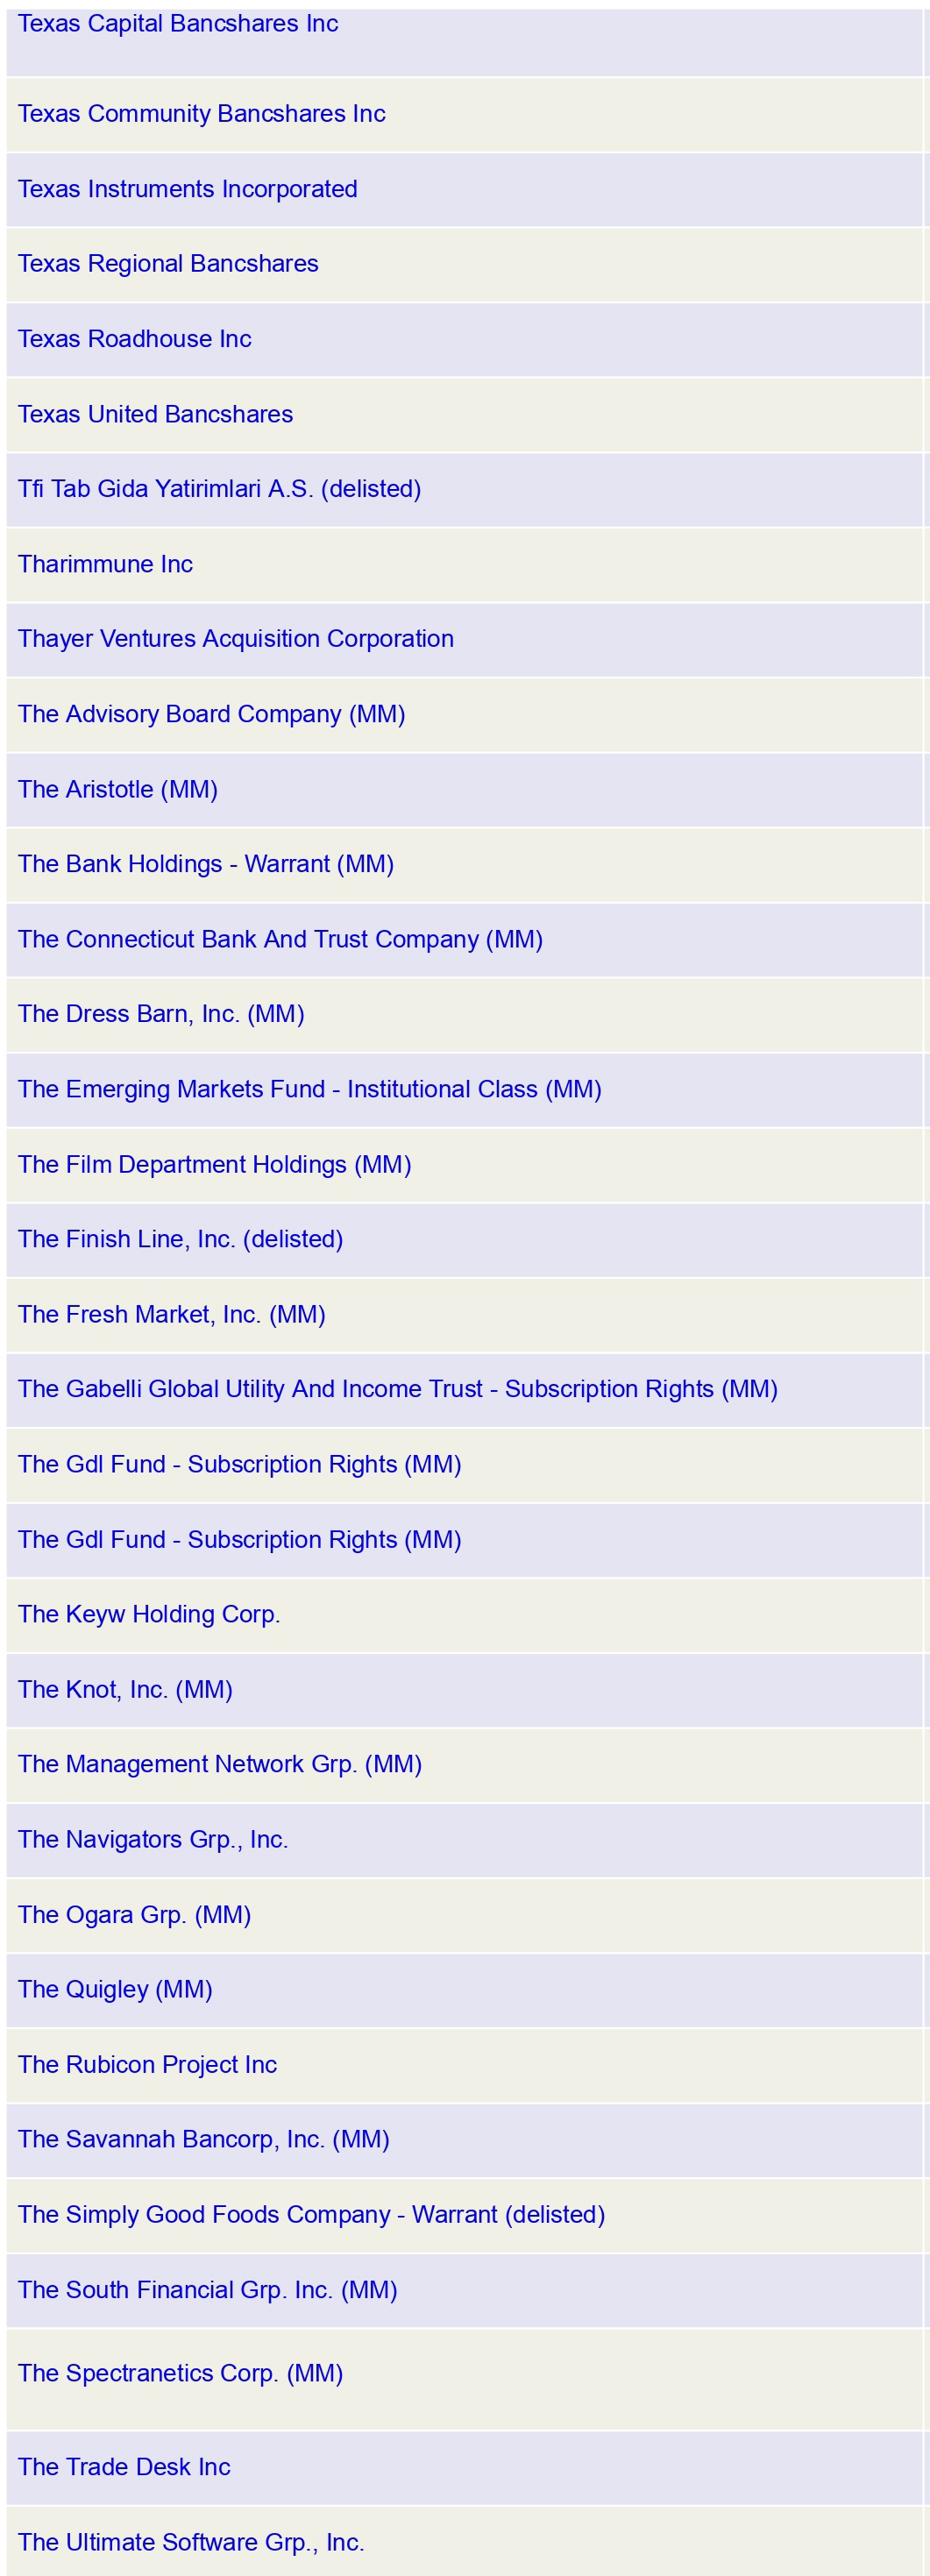 Texas Capital Bancshares Inc
Texas Community Bancshares Inc
Texas Instruments Incorporated
Texas Regional Bancshares
Texas Roadhouse Inc
Texas United Bancshares
Tfi Tab Gida Yatirimlari A.S. (delisted)
Tharimmune Inc
Thayer Ventures Acquisition Corporation
The Advisory Board Company (MM)
The Aristotle (MM)
The Bank Holdings - Warrant (MM)
The Connecticut Bank And Trust Company (MM)
The Dress Barn, Inc. (MM)
The Emerging Markets Fund - Institutional Class (MM)
The Film Department Holdings (MM)
The Finish Line, Inc. (delisted)
The Fresh Market, Inc. (MM)
The Gabelli Global Utility And Income Trust - Subscription Rights (MM)
The Gdl Fund - Subscription Rights (MM)
The Gdl Fund - Subscription Rights (MM)
The Keyw Holding Corp.
The Knot, Inc. (MM)
The Management Network Grp. (MM)
The Navigators Grp., Inc.
The Ogara Grp. (MM)
The Quigley (MM)
The Rubicon Project Inc
The Savannah Bancorp, Inc. (MM)
The Simply Good Foods Company - Warrant (delisted)
The South Financial Grp. Inc. (MM)
The Spectranetics Corp. (MM)
The Trade Desk Inc
The Ultimate Software Grp., Inc.